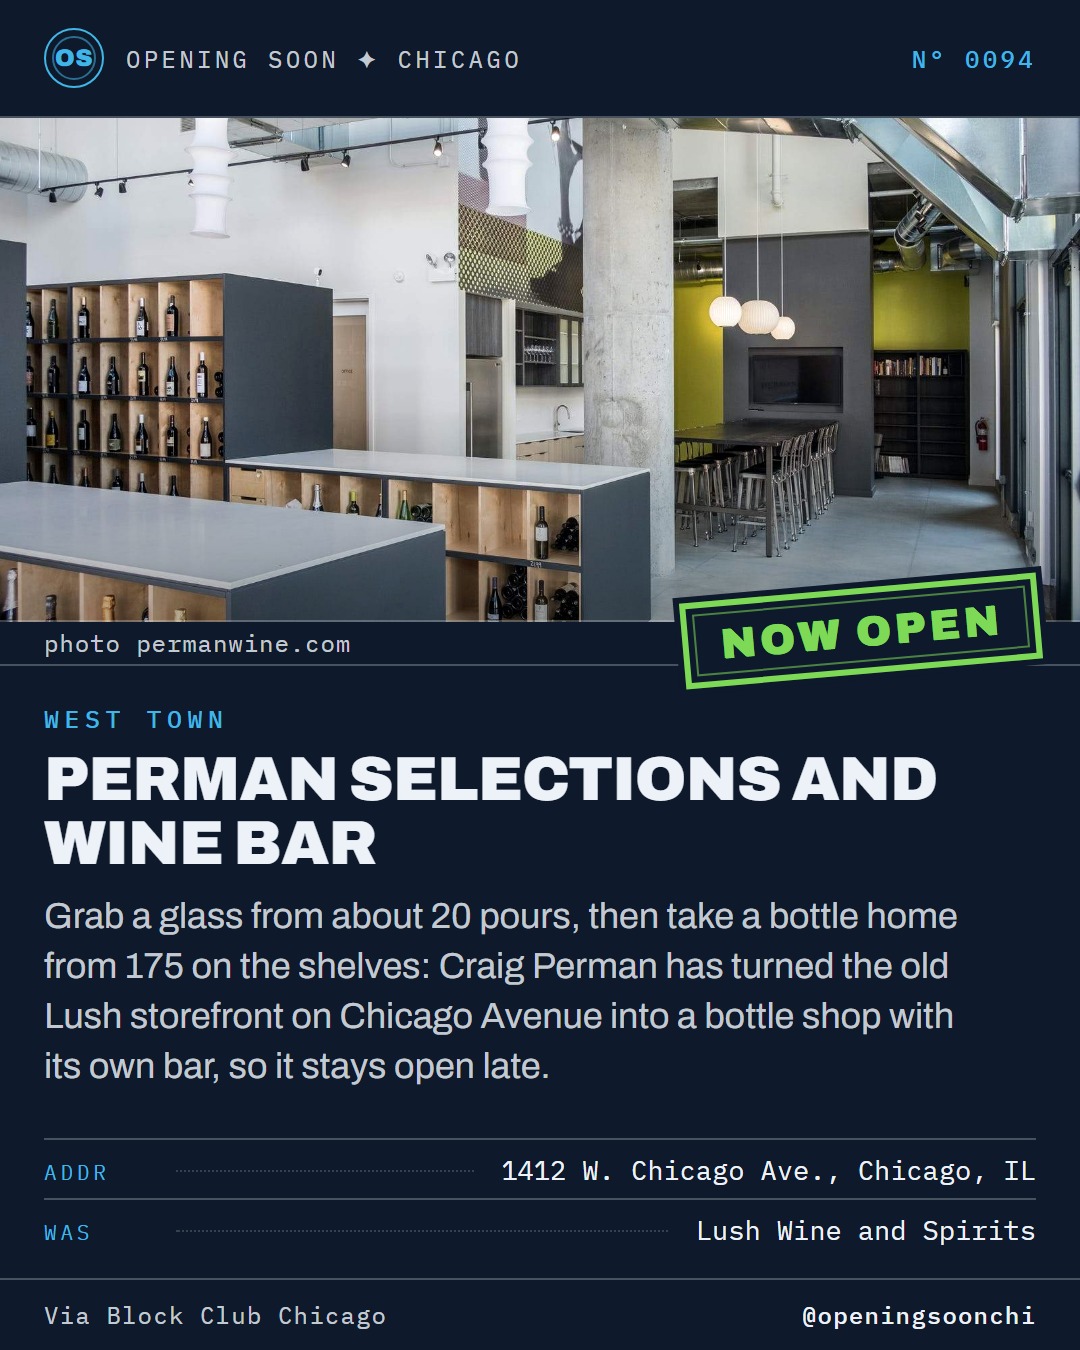 OS
OPENING SOON ✦ CHICAGO
N° 0094
photo permanwine.com
NOW OPEN
WEST TOWN
PERMAN SELECTIONS AND
WINE BAR
Grab a glass from about 20 pours, then take a bottle home
from 175 on the shelves: Craig Perman has turned the old
Lush storefront on Chicago Avenue into a bottle shop with
its own bar, so it stays open late.
ADDR
1412 W. Chicago Ave., Chicago, IL
WAS
Lush Wine and Spirits
Via Block Club Chicago
@openingsoonchi